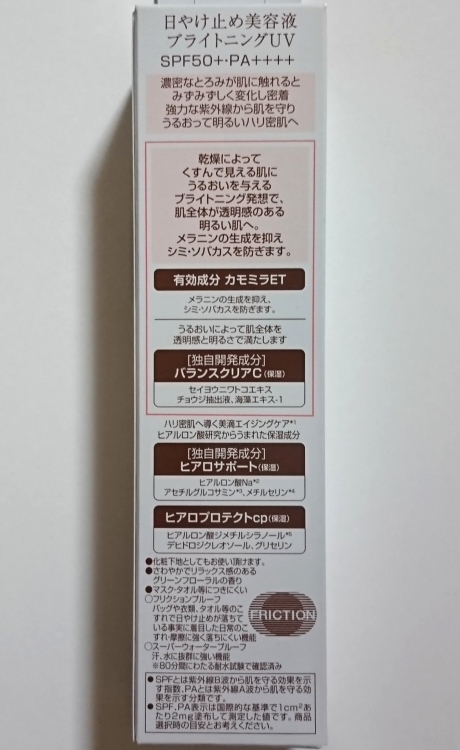 日やけ止め美容液
ブライトニングUV
SPF50+・PA++++
濃密なとろみが肌に触れると
みずみずしく変化し密着
強力な紫外線から肌を守り
うるおって明るいハリ密肌へ
乾燥によって
くすんで見える肌に
うるおいを与える
ブライトニング発想で、
肌全体が透明感のある
明るい肌へ。
メラニンの生成を抑え
シミ・ソバカスを防ぎます。
有効成分 カモミラET
メラニンの生成を抑え、
シミ・ソバカスを防ぎます。
うるおいによって肌全体を
透明感と明るさで満たします
[独自開発成分]
バランスクリアC(保湿)
セイヨウニワトコエキス
チョウジ抽出液、海藻エキス-1
ハリ密肌へ導く美滴エイジングケア*1
ヒアルロン酸研究からうまれた保湿成分
[独自開発成分]
ヒアロサポート(保湿)
ヒアルロン酸Na*2
アセチルグルコサミン*3、メチルセリン*4
ヒアロプロテクトcp(保湿)
ヒアルロン酸ジメチルシラノール*5
デヒドロジクレオソール、グリセリン
●化粧下地としてもお使い頂けます。
●さわやかでリラックス感のある
グリーンフローラルの香り
●マスク・タオル等につきにくい
○フリクションプルーフ
バッグや衣類、タオル等のこ
すれで日やけ止めが落ちて
いる事実に着目した日常のこ
すれ・摩擦に強く落ちにくい機能
FRICTION
○スーパーウォータープルーフ
汗、水に抜群に強い機能
※80分間にわたる耐水試験で確認済み
●SPFとは紫外線B波から肌を守る効果を示
す指数、PAとは紫外線A波から肌を守る効
果を示す分類です。
●SPF、PA表示は国際的な基準で1cm²あ
たり2mg塗布して測定した値です。商品
選択時の目安とお考えください。